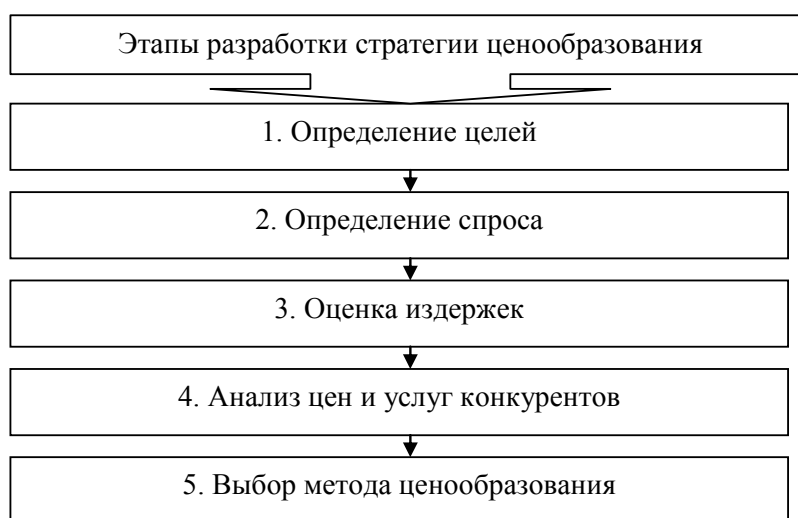 Этапы разработки стратегии ценообразования
1. Определение целей
2. Определение спроса
3. Оценка издержек
4. Анализ цен и услуг конкурентов
5. Выбор метода ценообразования